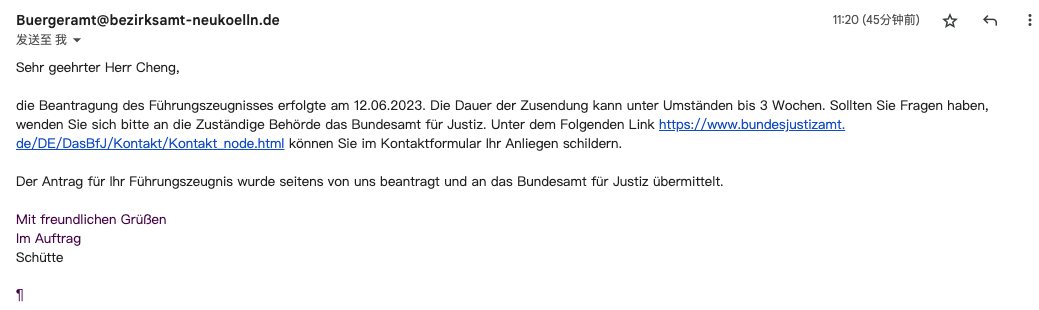 Buergeramt@bezirksamt-neukoelln.de
11:20 (45分钟前)
发送至 我
Sehr geehrter Herr Cheng,
die Beantragung des Führungszeugnisses erfolgte am 12.06.2023. Die Dauer der Zusendung kann unter Umständen bis 3 Wochen. Sollten Sie Fragen haben,
wenden Sie sich bitte an die Zuständige Behörde das Bundesamt für Justiz. Unter dem Folgenden Link https://www.bundesjustizamt.
de/DE/DasBfJ/Kontakt/Kontakt_node.html können Sie im Kontaktformular Ihr Anliegen schildern.
Der Antrag für Ihr Führungszeugnis wurde seitens von uns beantragt und an das Bundesamt für Justiz übermittelt.
Mit freundlichen Grüßen
Im Auftrag
Schütte
¶